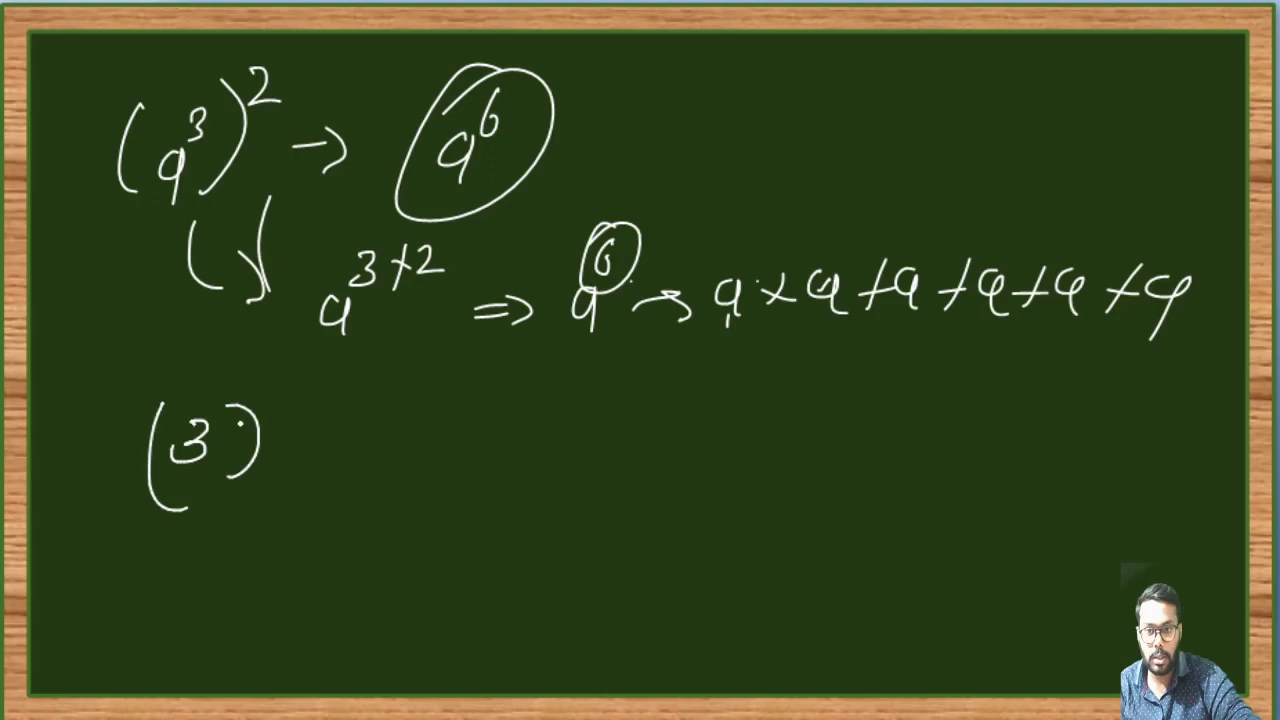 (a³)² → a⁶
( ) a³ˣ² ⇒ a⁶ → a × a × a × a × a × a
(3 )